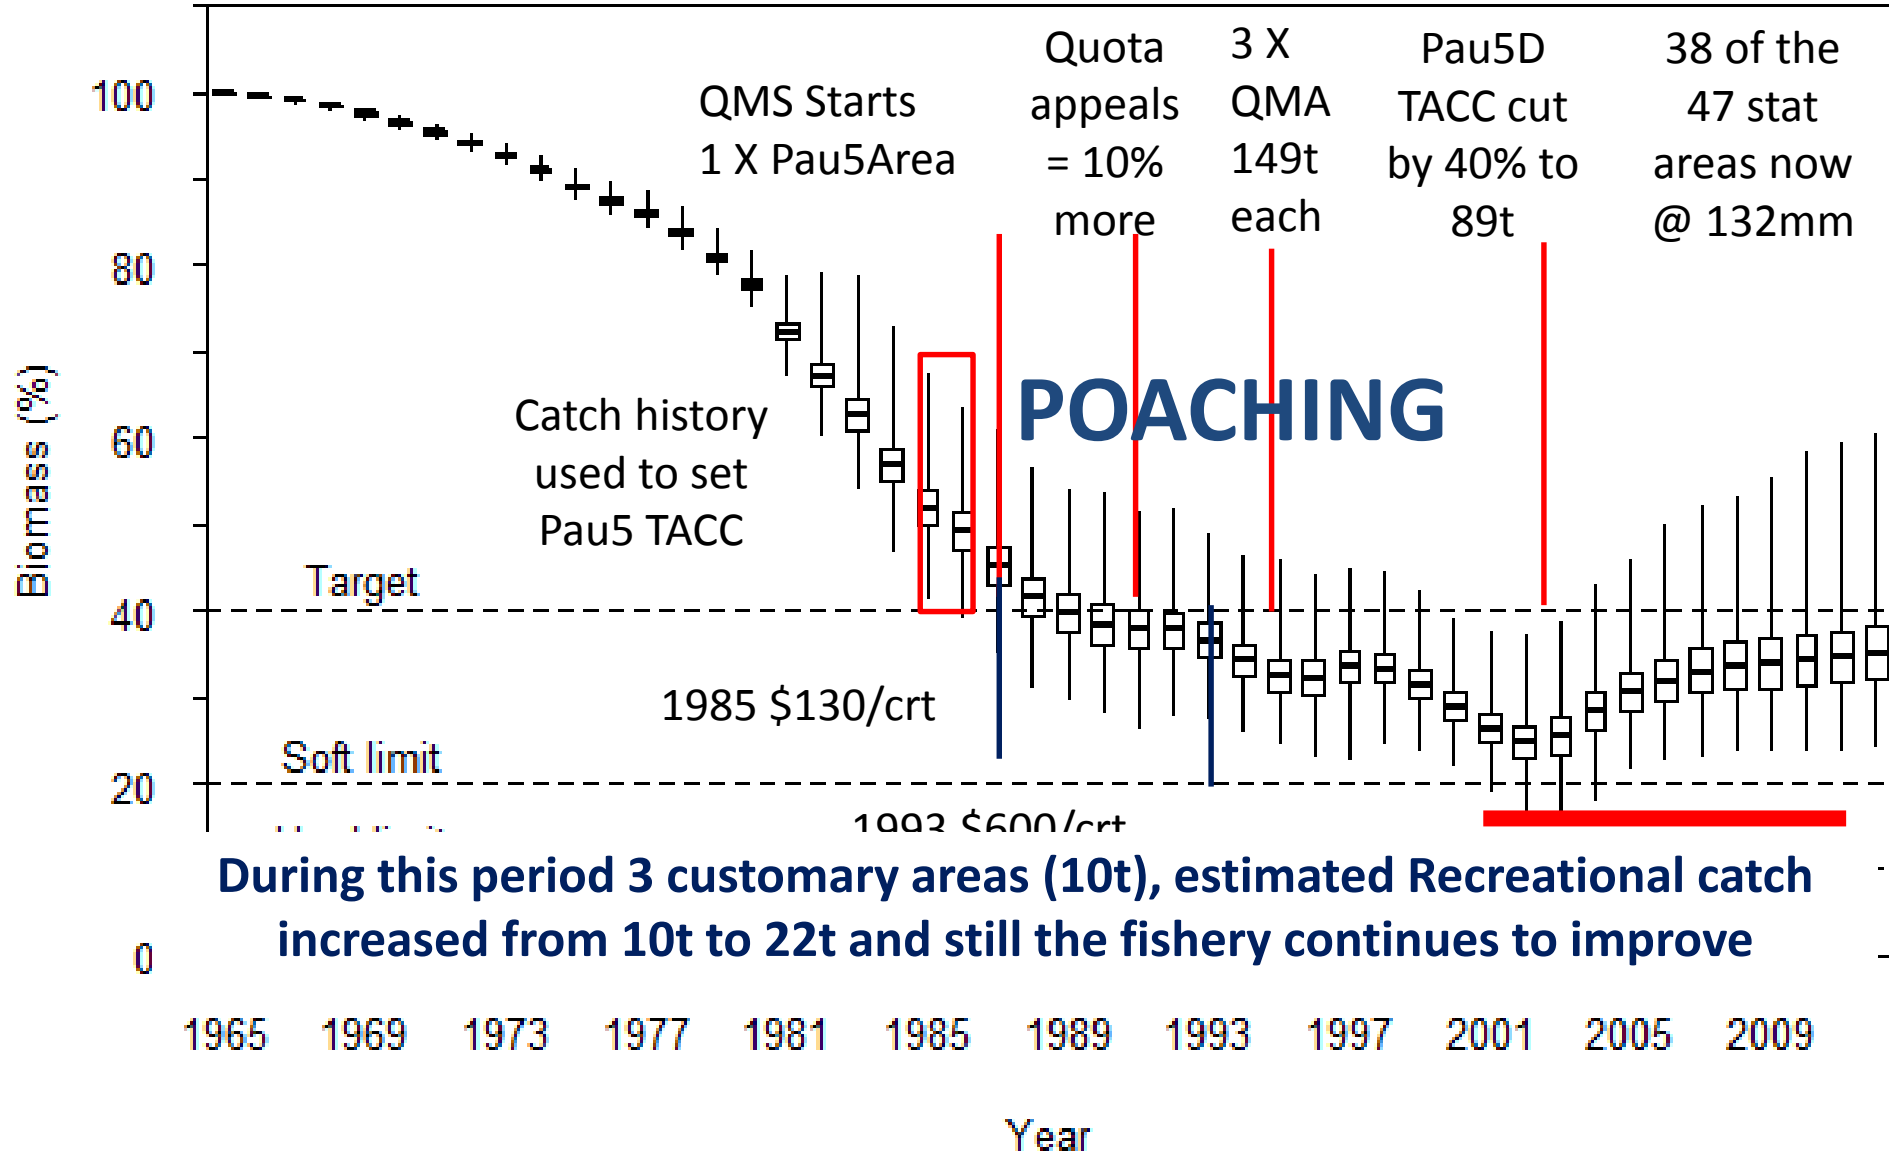 QMS Starts
1 X Pau5Area
Quota
appeals
= 10%
more
3 X
QMA
149t
each
Pau5D
TACC cut
by 40% to
89t
38 of the
47 stat
areas now
@ 132mm
POACHING
Catch history
used to set
Pau5 TACC
Biomass (%)
100
80
60
40
20
0
Target
1985 $130/crt
Soft limit
1993 $600/crt
During this period 3 customary areas (10t), estimated Recreational catch
increased from 10t to 22t and still the fishery continues to improve
1965 1969 1973 1977 1981 1985 1989 1993 1997 2001 2005 2009
Year